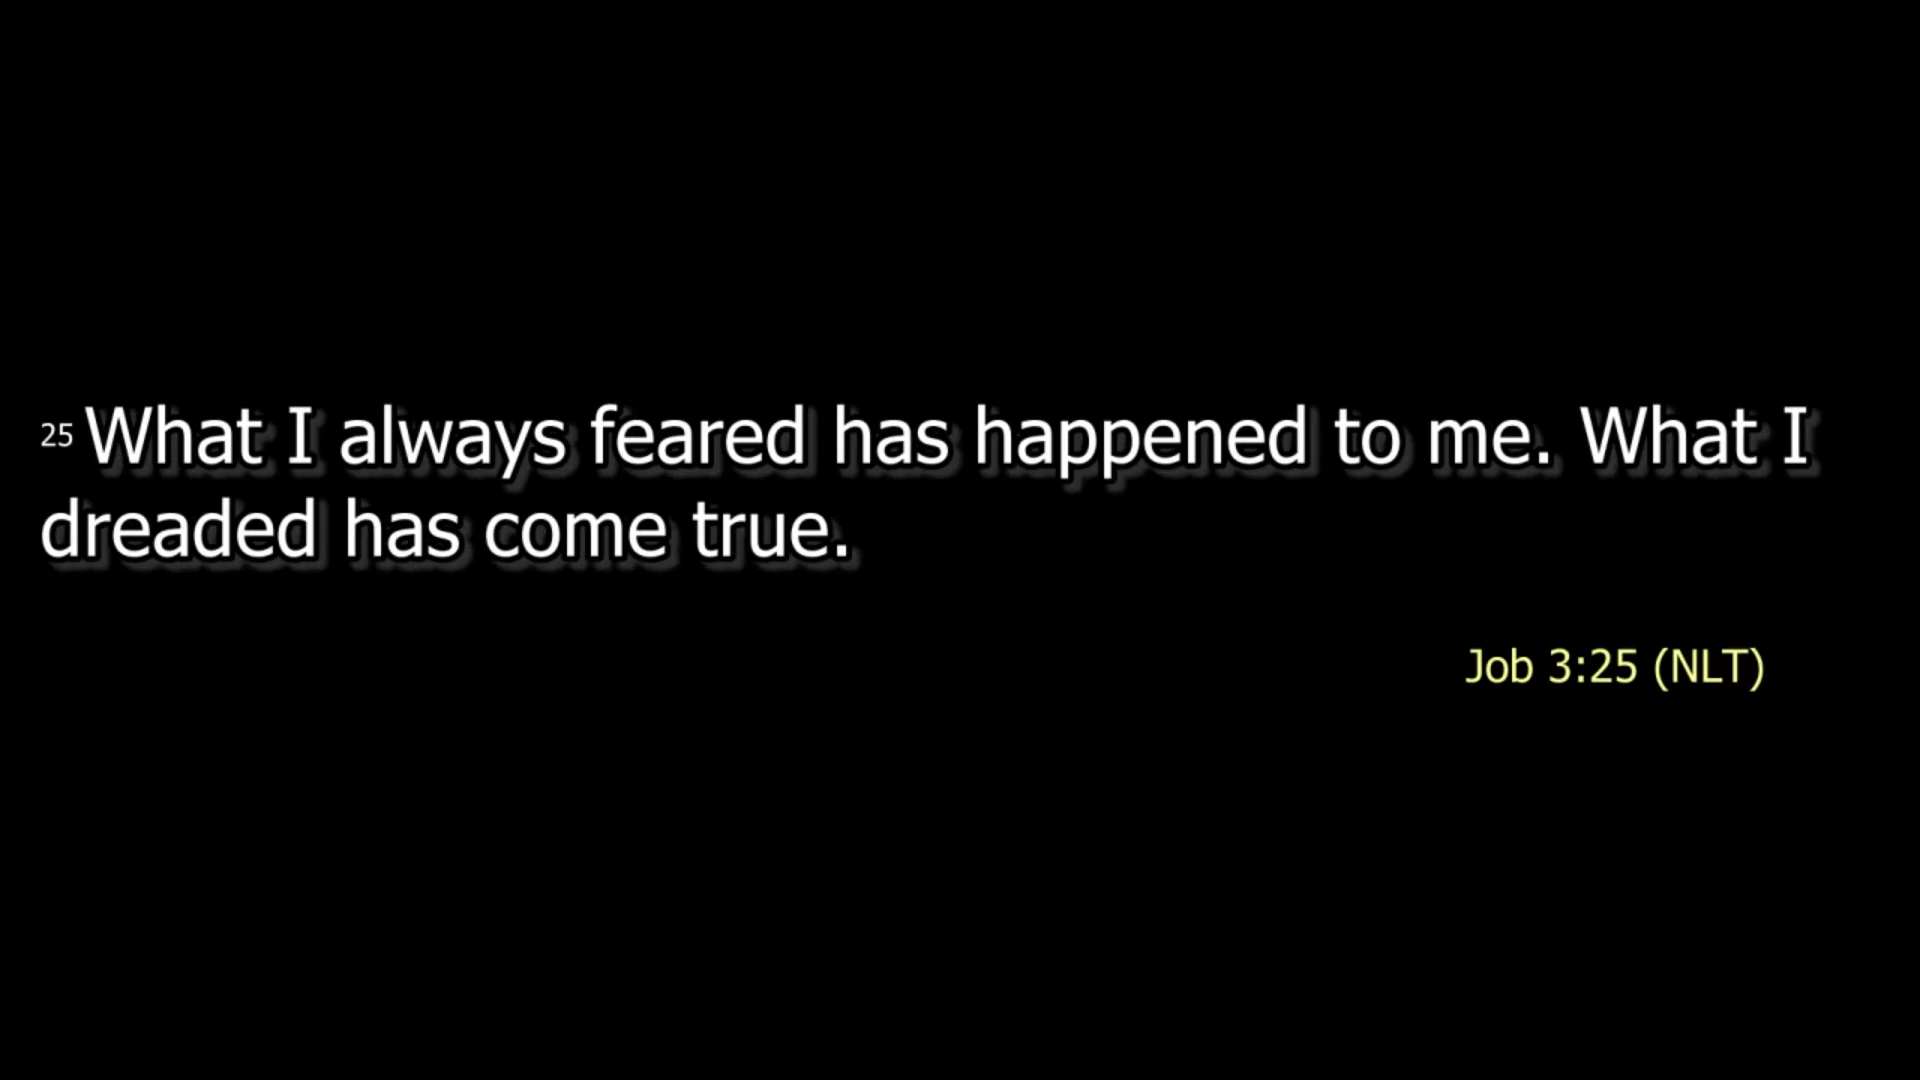 25 What I always feared has happened to me. What I
dreaded has come true.
Job 3:25 (NLT)